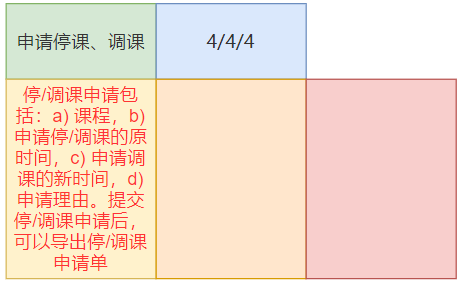 申请停课、调课
4/4/4
停/调课申请包
括：a) 课程，b)
申请停/调课的原
时间，c) 申请调
课的新时间，d)
申请理由。提交
停/调课申请后，
可以导出停/调课
申请单